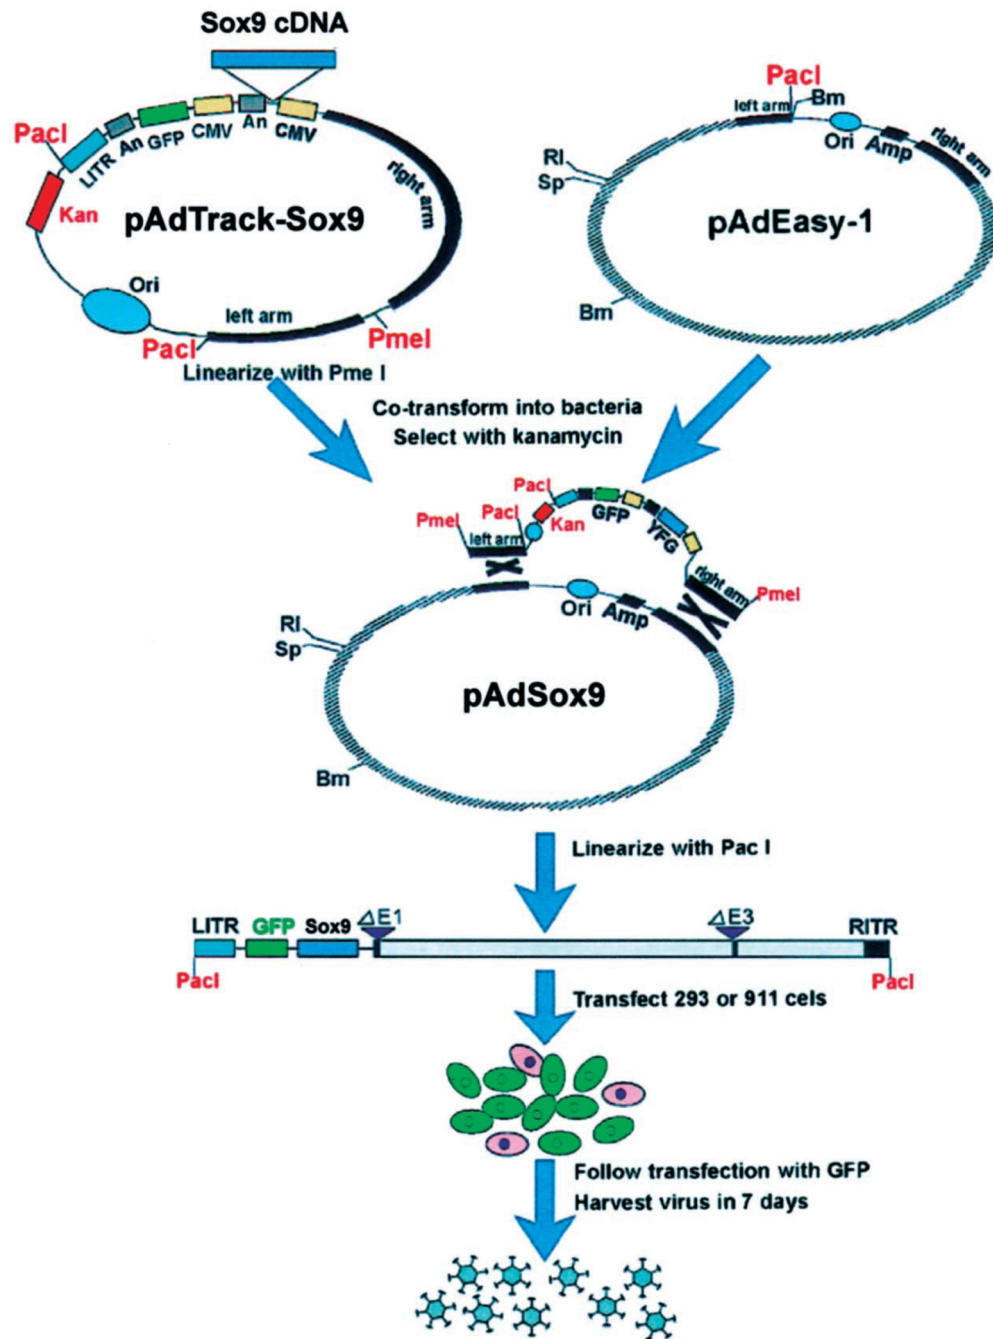 Sox9 cDNA
PacI
LITR
An
GFP
CMV
An
CMV
right arm
Kan
pAdTrack-Sox9
Ori
left arm
PacI
PmeI
Linearize with Pme I
PacI
left arm
Bm
Ori
Amp
right arm
RI
Sp
pAdEasy-1
Bm
Co-transform into bacteria
Select with kanamycin
PacI
PacI
PmeI
left arm
Kan
GFP
YFG
right arm
PmeI
Ori
Amp
RI
Sp
pAdSox9
Bm
Linearize with Pac I
LITR
GFP
Sox9
△E1
△E3
RITR
PacI
PacI
Transfect 293 or 911 cels
Follow transfection with GFP
Harvest virus in 7 days